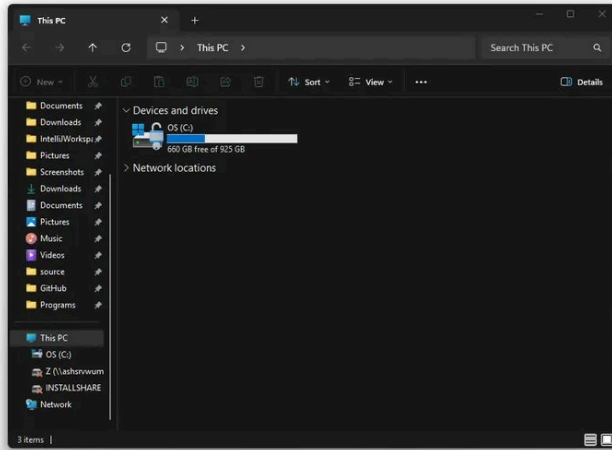 This PC
This PC
Search This PC
New
Sort
View
Details
Documents
Downloads
IntelliJWorkspa
Pictures
Screenshots
Downloads
Documents
Pictures
Music
Videos
source
GitHub
Programs
This PC
OS (C:)
Z (\\ashsrvwum
INSTALLSHARE
Network
Devices and drives
OS (C:)
660 GB free of 925 GB
Network locations
3 items